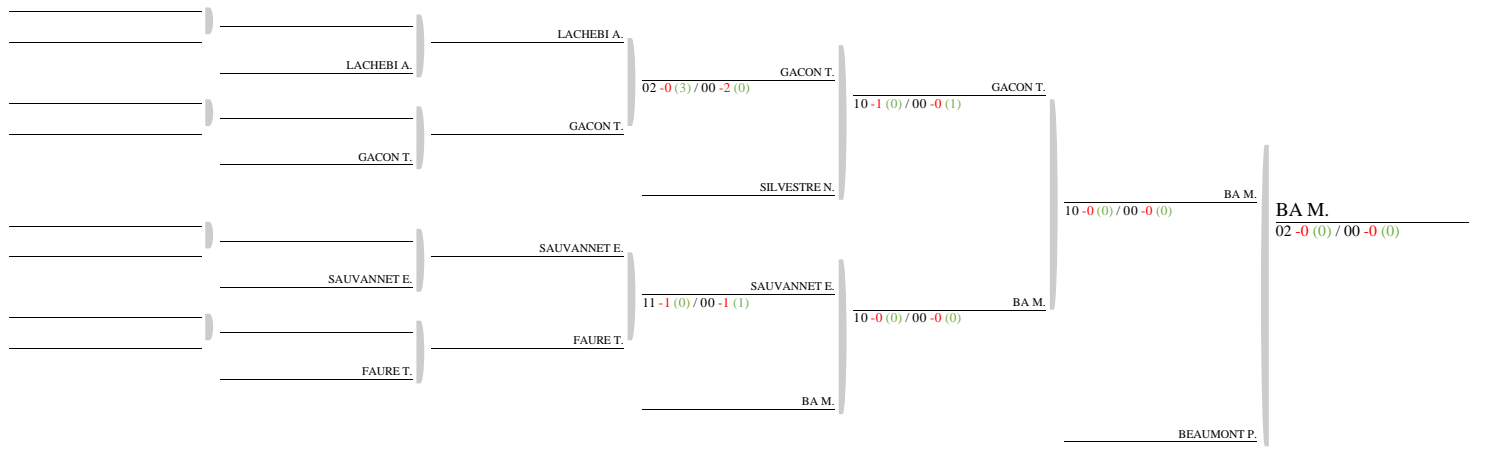 LACHEBI A.
LACHEBI A.
GACON T.
02 -0 (3) / 00 -2 (0)
GACON T.
10 -1 (0) / 00 -0 (1)
GACON T.
GACON T.
SILVESTRE N.
BA M.
10 -0 (0) / 00 -0 (0)
BA M.
02 -0 (0) / 00 -0 (0)
SAUVANNET E.
SAUVANNET E.
SAUVANNET E.
11 -1 (0) / 00 -1 (1)
BA M.
10 -0 (0) / 00 -0 (0)
FAURE T.
FAURE T.
BA M.
BEAUMONT P.